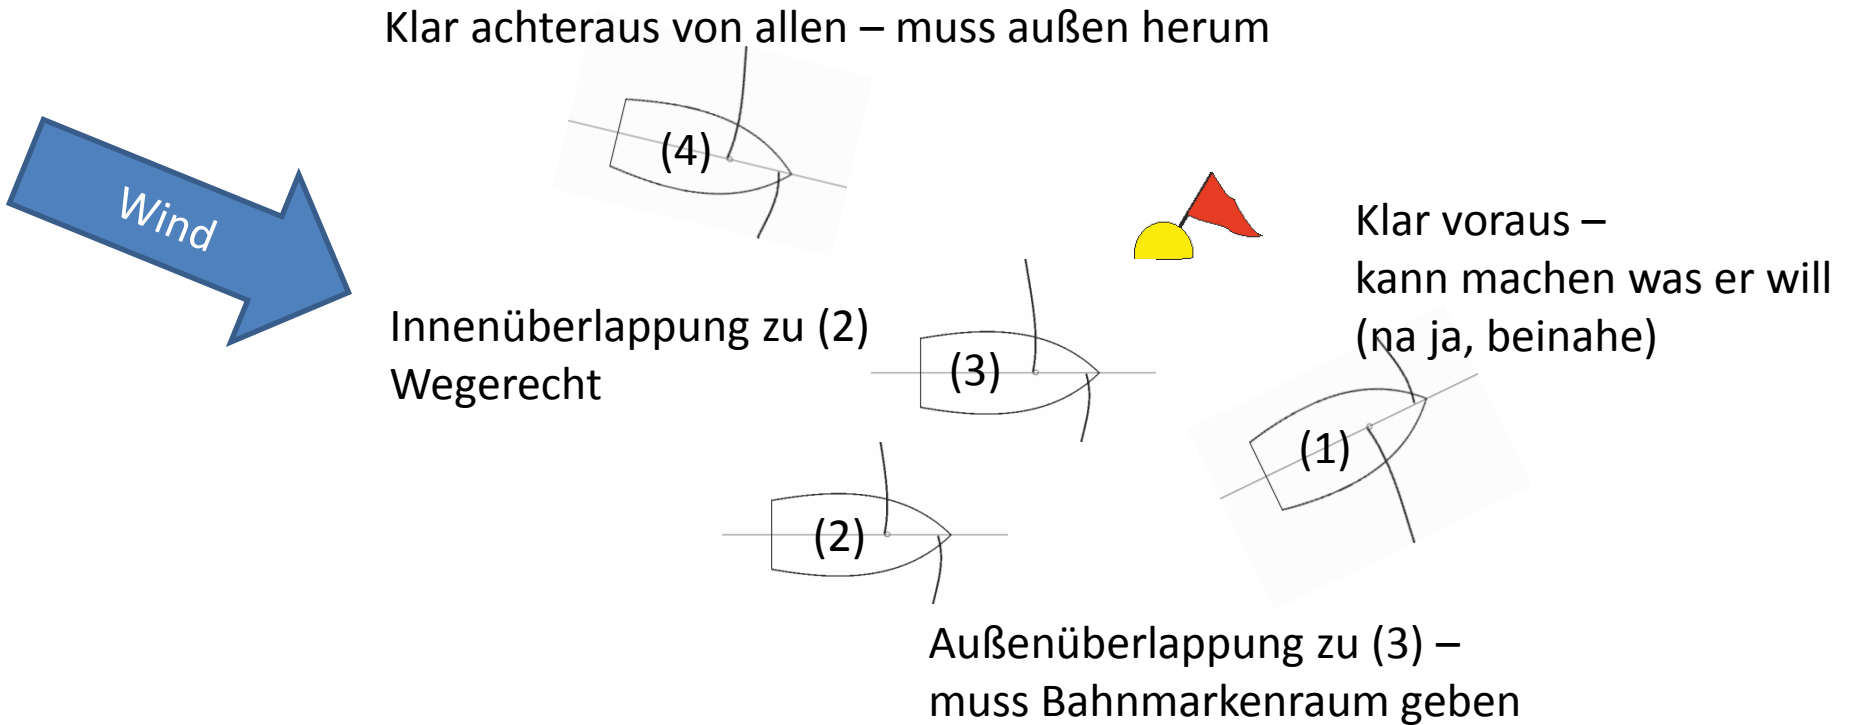 Klar achteraus von allen – muss außen herum
(4)
Wind
Klar voraus –
kann machen was er will
(na ja, beinahe)
Innenüberlappung zu (2)
Wegerecht
(3)
(1)
(2)
Außenüberlappung zu (3) –
muss Bahnmarkenraum geben